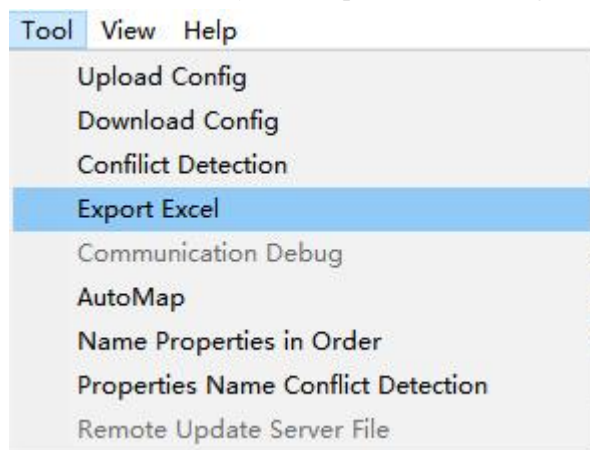 Tool View Help
Upload Config
Download Config
Confilict Detection
Export Excel
Communication Debug
AutoMap
Name Properties in Order
Properties Name Conflict Detection
Remote Update Server File